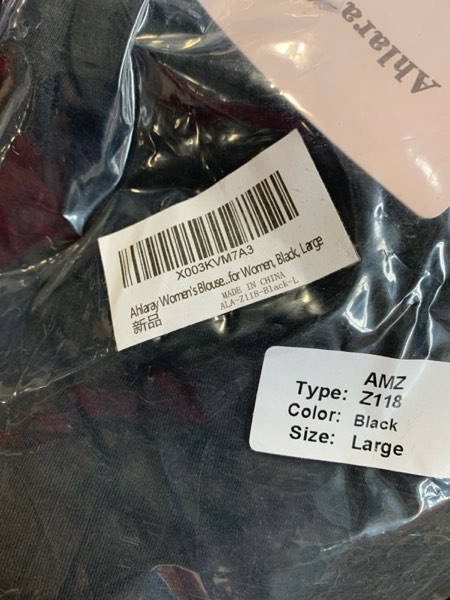 Ahlara
X003KVM7A3
Ahlaray Women's Blouse...for Women, Black, Large
MADE IN CHINA
新品
ALA-Z118-Black-L
AMZ
Type: Z118
Color: Black
Size: Large